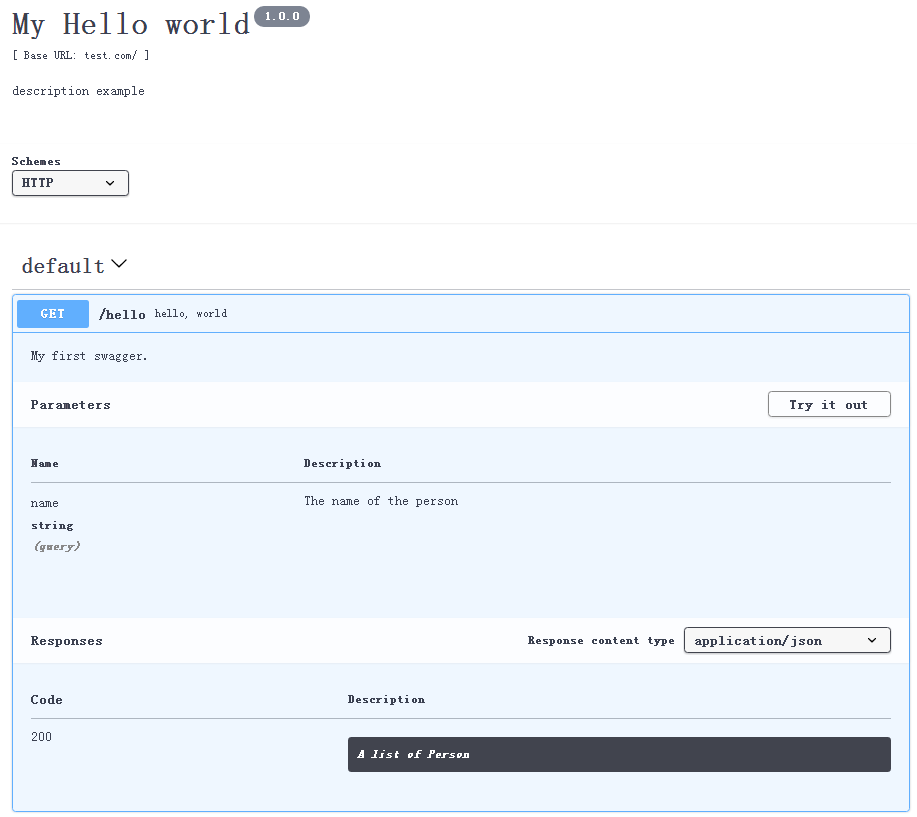 My Hello world 1.0.0
[ Base URL: test.com/ ]
description example
Schemes
HTTP
default
GET /hello hello, world
My first swagger.
Parameters Try it out
Name Description
name The name of the person
string
(query)
Responses Response content type application/json
Code Description
200
A list of Person